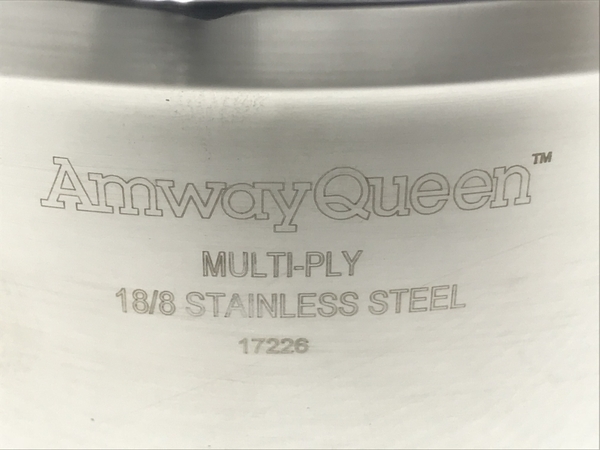 AmwayQueen™
MULTI-PLY
18/8 STAINLESS STEEL
17226